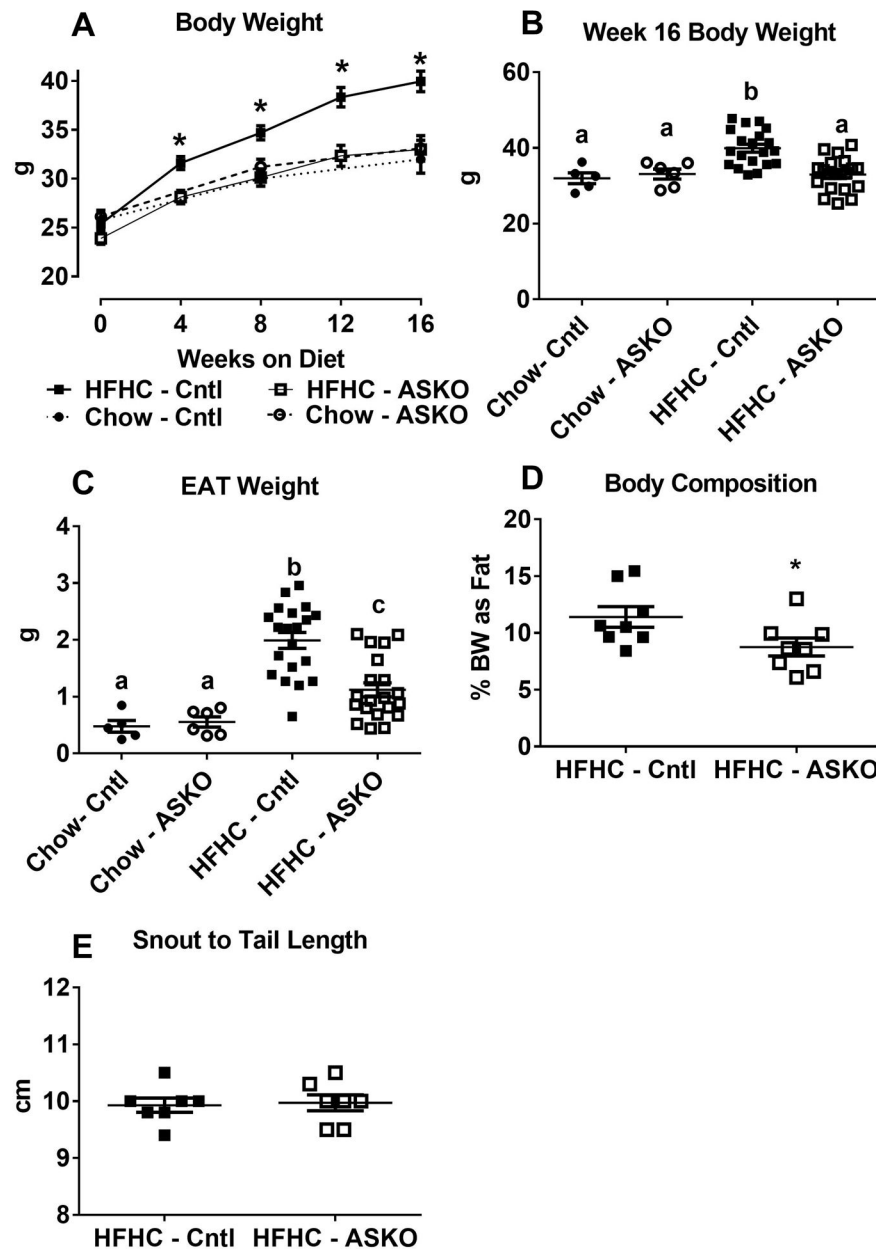 A Body Weight
40
35
30
25
20
g
* * * *
0 4 8 12 16
Weeks on Diet
HFHC - Cntl HFHC - ASKO
Chow - Cntl Chow - ASKO
B Week 16 Body Weight
60
40
20
0
g
a a b a
Chow- Cntl Chow - ASKO HFHC - Cntl HFHC - ASKO
C EAT Weight
4
3
2
1
0
g
a a b c
Chow- Cntl Chow - ASKO HFHC - Cntl HFHC - ASKO
D Body Composition
20
15
10
5
0
% BW as Fat
*
HFHC - Cntl HFHC - ASKO
E Snout to Tail Length
12
11
10
9
8
cm
HFHC - Cntl HFHC - ASKO